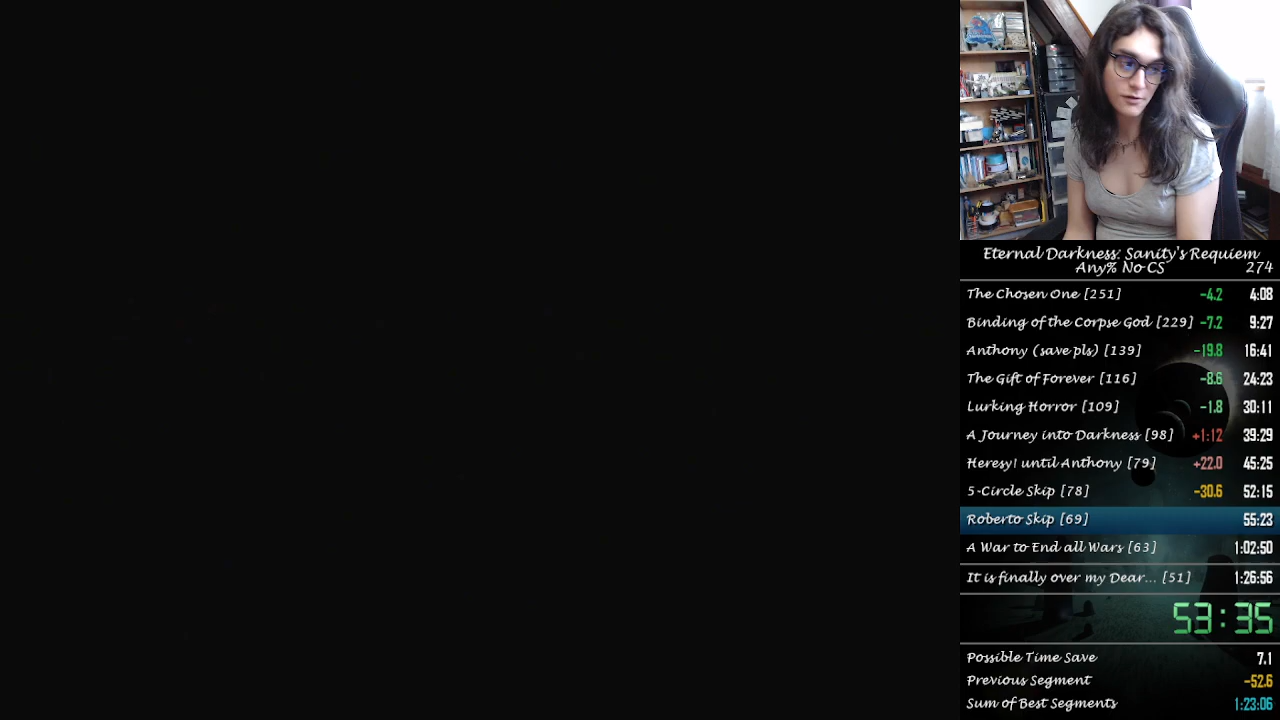 Eternal Darkness: Sanity's Requiem
Any% No CS 274
The Chosen One [251] -4.2 4:08
Binding of the Corpse God [229] -7.2 9:27
Anthony (save pls) [139] -19.8 16:41
The Gift of Forever [116] -8.6 24:23
Lurking Horror [109] -1.8 30:11
A Journey into Darkness [98] +1:12 39:29
Heresy! until Anthony [79] +22.0 45:25
5-Circle Skip [78] -30.6 52:15
Roberto Skip [69] 55:23
A War to End all Wars [63] 1:02:50
It is finally over my Dear... [51] 1:26:56
53:35
Possible Time Save 7.1
Previous Segment -52.6
Sum of Best Segments 1:23:06